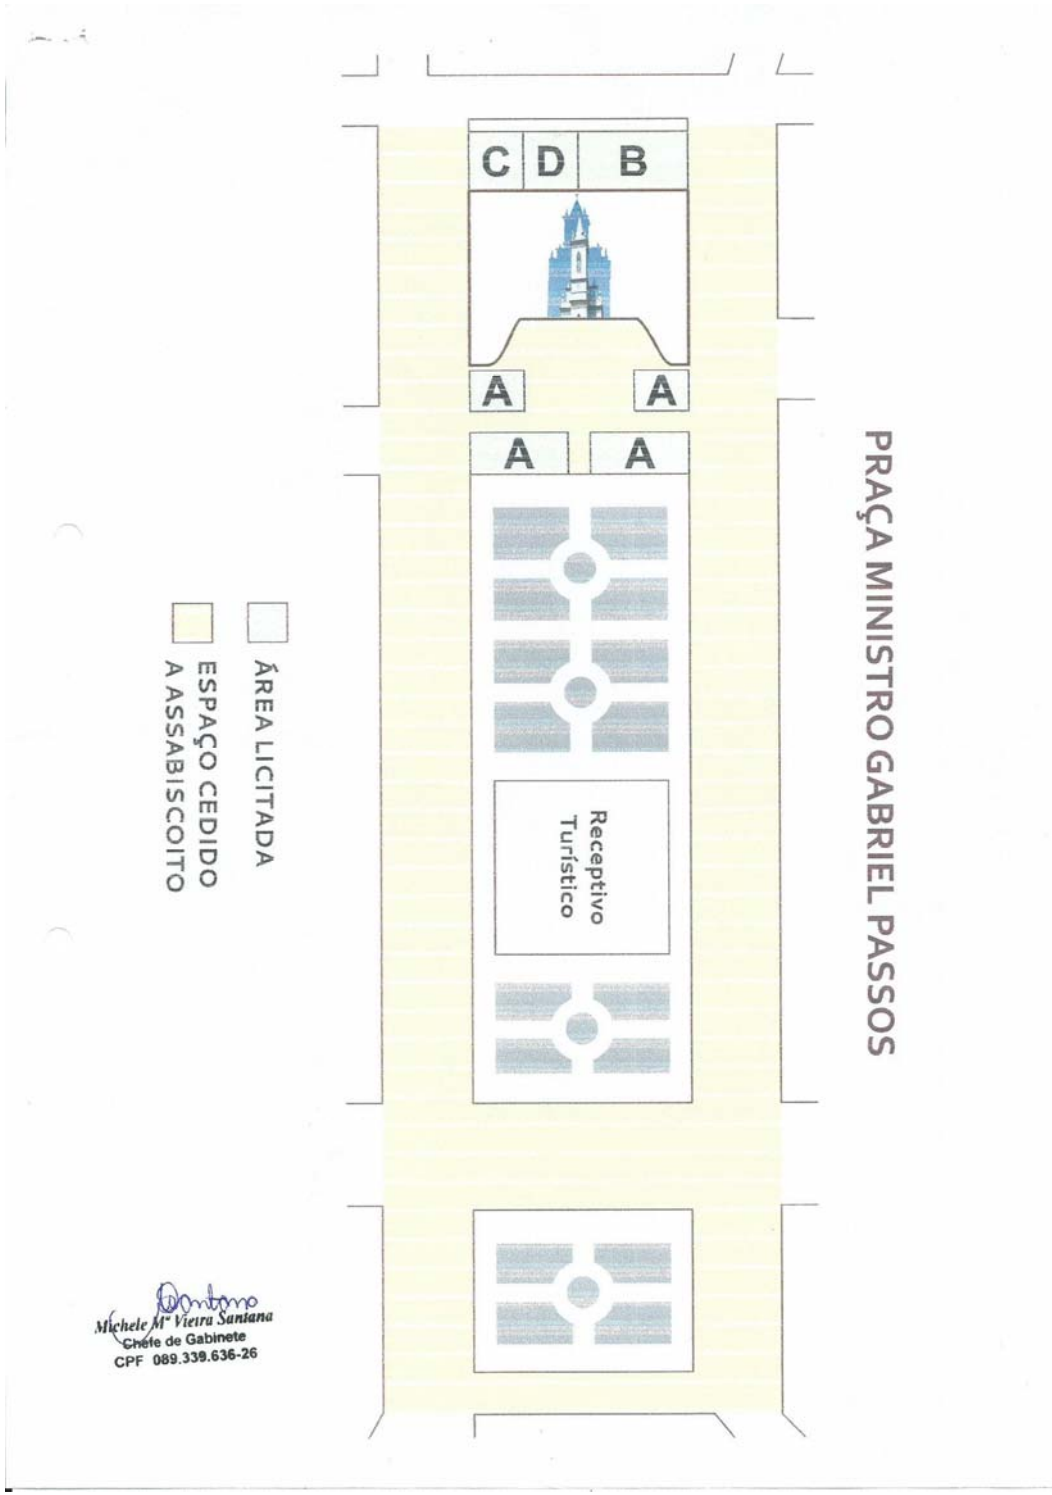 C D B
A A
A A
PRAÇA MINISTRO GABRIEL PASSOS
Receptivo
Turístico
ÁREA LICITADA
ESPAÇO CEDIDO
A ASSABISCOITO
Michele Mª Vieira Santana
Chefe de Gabinete
CPF 089.339.636-26